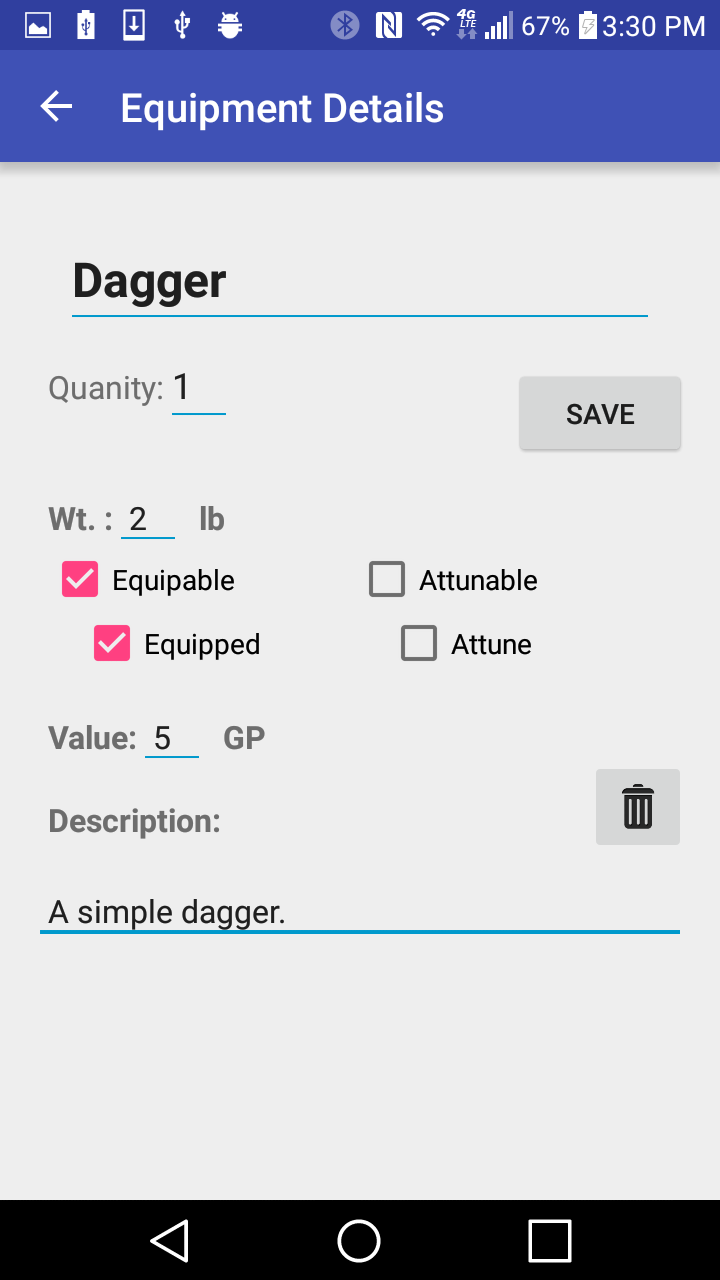 4G LTE 67% 3:30 PM
Equipment Details
Dagger
Quanity: 1
SAVE
Wt. : 2 lb
Equipable Attunable
Equipped Attune
Value: 5 GP
Description:
A simple dagger.